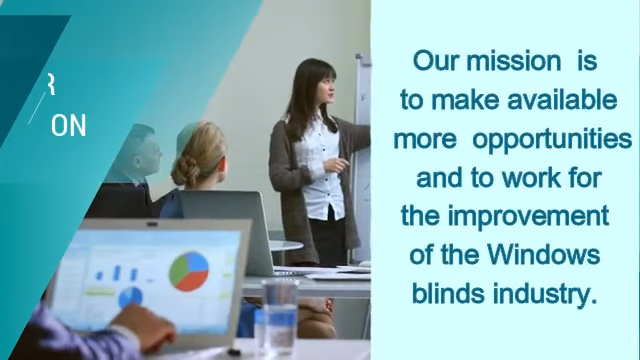 R
ON
Our mission is
to make available
more opportunities
and to work for
the improvement
of the Windows
blinds industry.